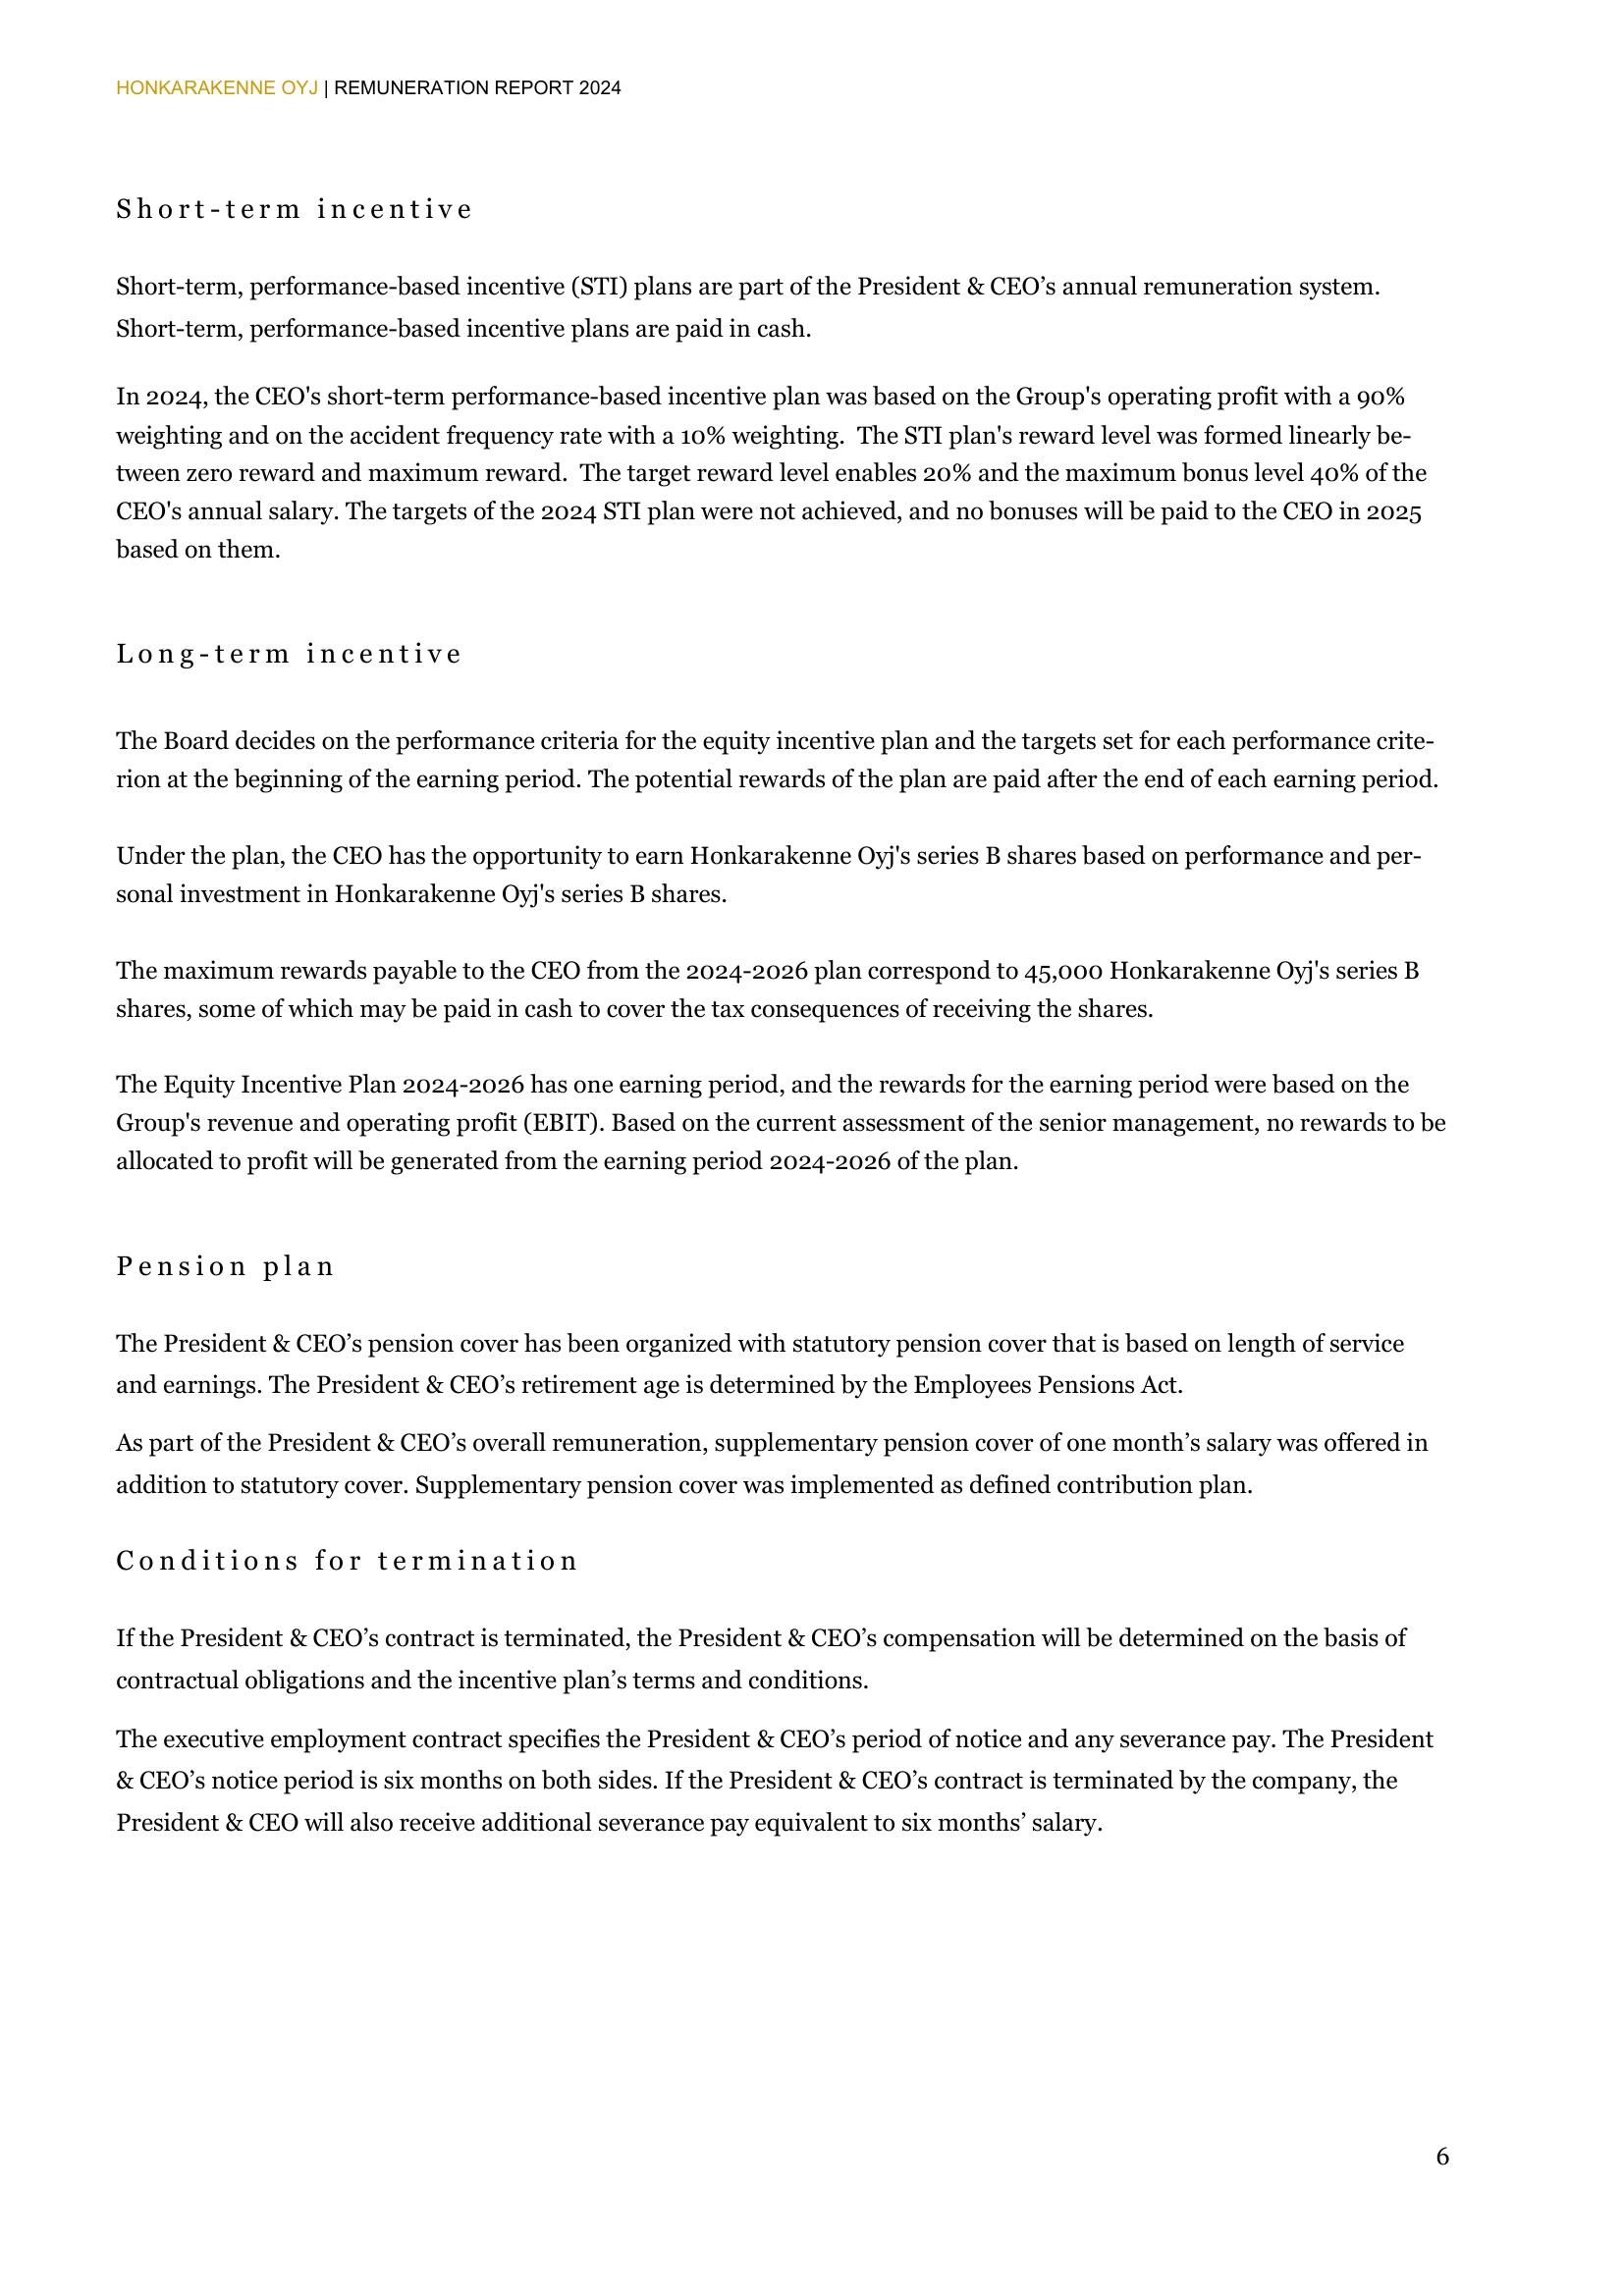 HONKARAKENNE OYJ | REMUNERATION REPORT 2024
Short-term incentive
Short-term, performance-based incentive (STI) plans are part of the President & CEO’s annual remuneration system.
Short-term, performance-based incentive plans are paid in cash.
In 2024, the CEO's short-term performance-based incentive plan was based on the Group's operating profit with a 90%
weighting and on the accident frequency rate with a 10% weighting.  The STI plan's reward level was formed linearly be-
tween zero reward and maximum reward.  The target reward level enables 20% and the maximum bonus level 40% of the
CEO's annual salary. The targets of the 2024 STI plan were not achieved, and no bonuses will be paid to the CEO in 2025
based on them.
Long-term incentive
The Board decides on the performance criteria for the equity incentive plan and the targets set for each performance crite-
rion at the beginning of the earning period. The potential rewards of the plan are paid after the end of each earning period.
Under the plan, the CEO has the opportunity to earn Honkarakenne Oyj's series B shares based on performance and per-
sonal investment in Honkarakenne Oyj's series B shares.
The maximum rewards payable to the CEO from the 2024-2026 plan correspond to 45,000 Honkarakenne Oyj's series B
shares, some of which may be paid in cash to cover the tax consequences of receiving the shares.
The Equity Incentive Plan 2024-2026 has one earning period, and the rewards for the earning period were based on the
Group's revenue and operating profit (EBIT). Based on the current assessment of the senior management, no rewards to be
allocated to profit will be generated from the earning period 2024-2026 of the plan.
Pension plan
The President & CEO’s pension cover has been organized with statutory pension cover that is based on length of service
and earnings. The President & CEO’s retirement age is determined by the Employees Pensions Act.
As part of the President & CEO’s overall remuneration, supplementary pension cover of one month’s salary was offered in
addition to statutory cover. Supplementary pension cover was implemented as defined contribution plan.
Conditions for termination
If the President & CEO’s contract is terminated, the President & CEO’s compensation will be determined on the basis of
contractual obligations and the incentive plan’s terms and conditions.
The executive employment contract specifies the President & CEO’s period of notice and any severance pay. The President
& CEO’s notice period is six months on both sides. If the President & CEO’s contract is terminated by the company, the
President & CEO will also receive additional severance pay equivalent to six months’ salary.
6